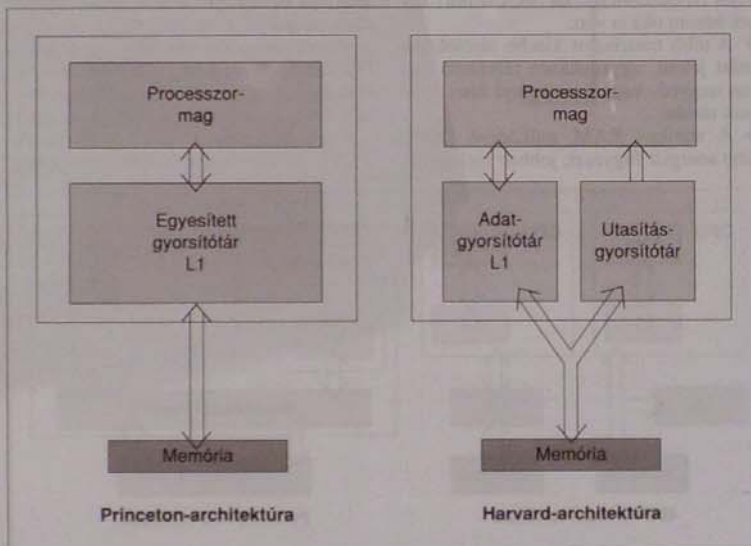 Processzor-
mag
Egyesített
gyorsítótár
L1
Memória
Princeton-architektúra
Processzor-
mag
Adat-
gyorsítótár
L1
Utasítás-
gyorsítótár
Memória
Harvard-architektúra